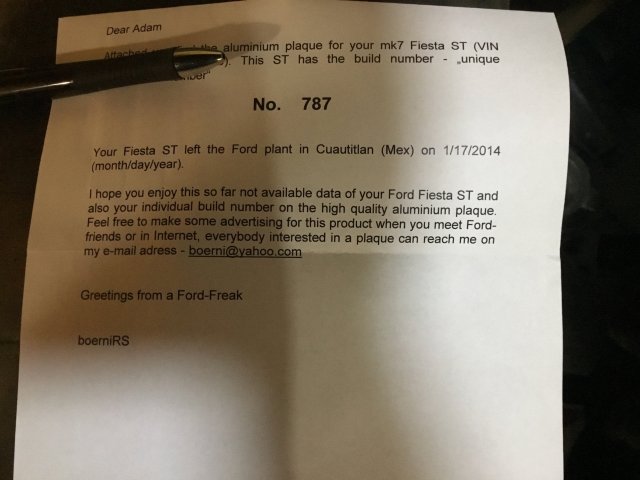 Dear Adam
Attached the aluminium plaque for your mk7 Fiesta ST (VIN
). This ST has the build number - „unique
number"
No. 787
Your Fiesta ST left the Ford plant in Cuautitlan (Mex) on 1/17/2014
(month/day/year).
I hope you enjoy this so far not available data of your Ford Fiesta ST and
also your individual build number on the high quality aluminium plaque.
Feel free to make some advertising for this product when you meet Ford-
friends or in Internet, everybody interested in a plaque can reach me on
my e-mail adress - boerni@yahoo.com
Greetings from a Ford-Freak
boerniRS